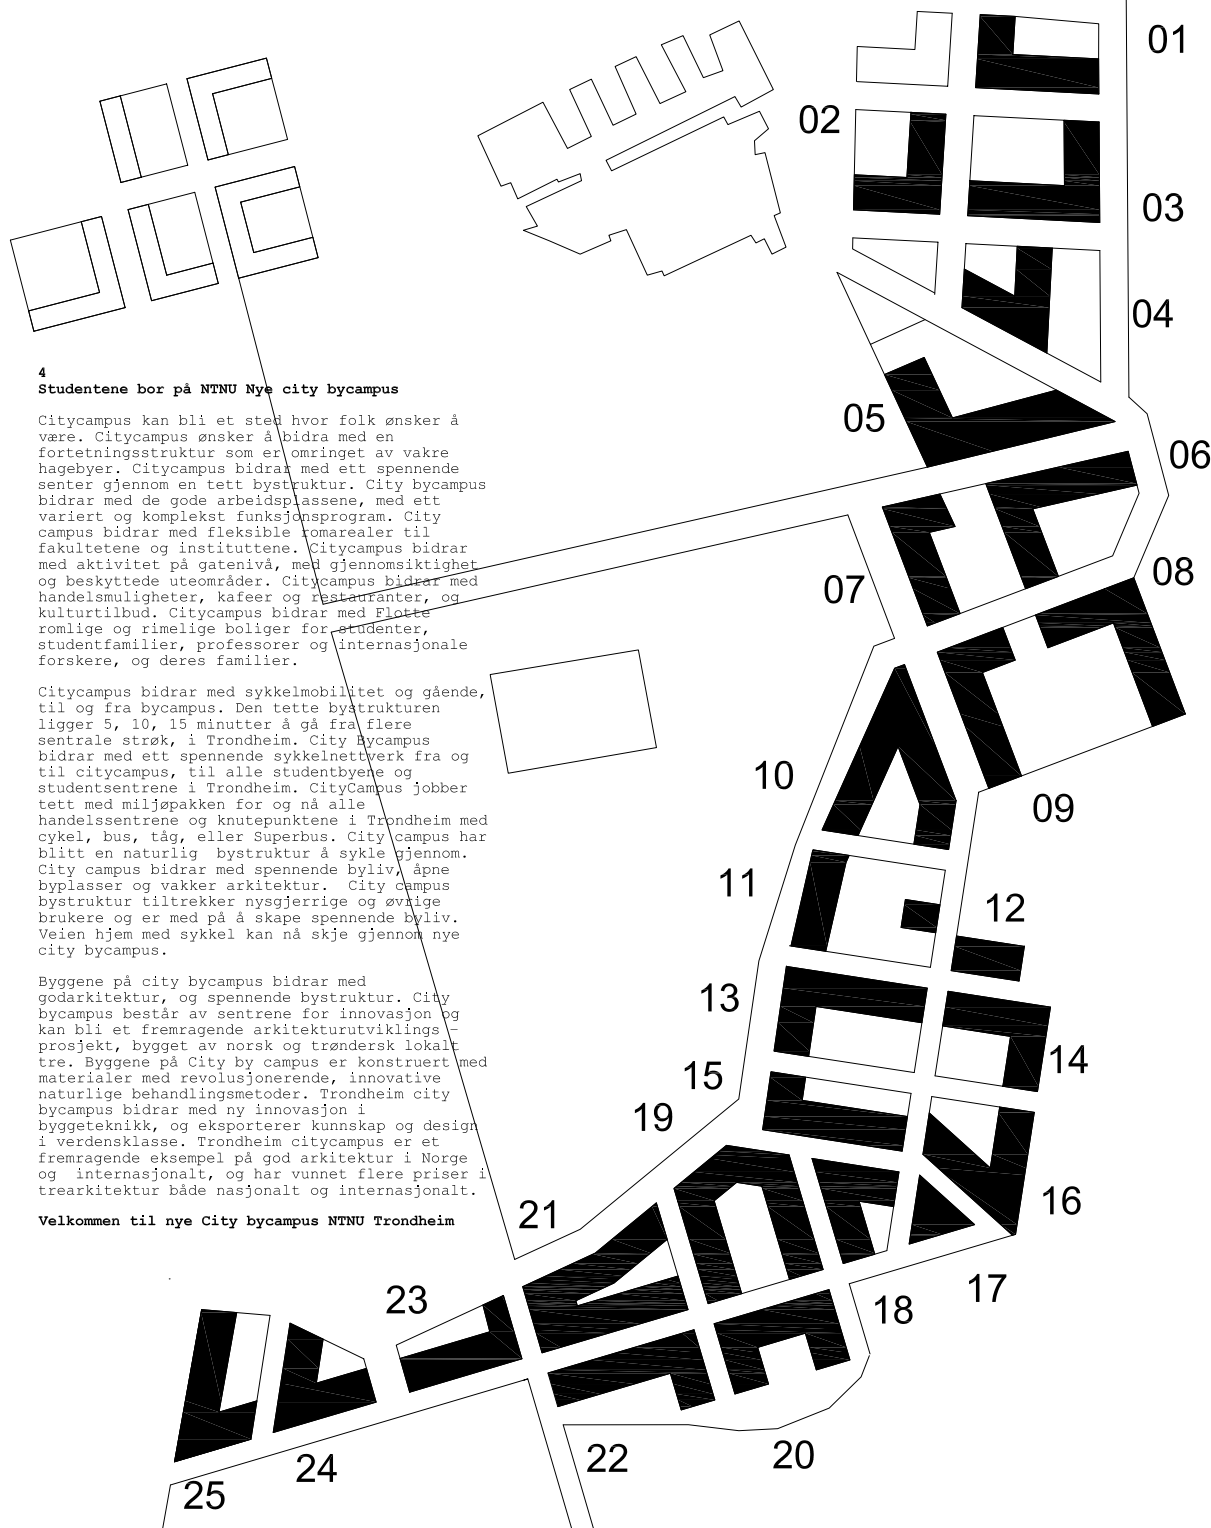 01
02
03
04
4
Studentene bor på NTNU Nye city bycampus
05
Citycampus kan bli et sted hvor folk ønsker å
være. Citycampus ønsker å bidra med en
fortetningsstruktur som er omringet av vakre
hagebyer. Citycampus bidrar med ett spennende
senter gjennom en tett bystruktur. City bycampus
bidrar med de gode arbeidsplassene, med ett
variert og komplekst funksjonsprogram. City
campus bidrar med fleksible romarealer til
fakultetene og instituttene. Citycampus bidrar
med aktivitet på gatenivå, med gjennomsiktighet
og beskyttede uteområder. Citycampus bidrar med
handelsmuligheter, kafeer og restauranter, og
kulturtilbud. Citycampus bidrar med Flotte
romlige og rimelige boliger for studenter,
studentfamilier, professorer og internasjonale
forskere, og deres familier.
06
07
08
Citycampus bidrar med sykkelmobilitet og gående,
til og fra bycampus. Den tette bystrukturen
ligger 5, 10, 15 minutter å gå fra flere
sentrale strøk, i Trondheim. City Bycampus
bidrar med ett spennende sykkelnettverk fra og
til citycampus, til alle studentbyene og
studentsentrene i Trondheim. CityCampus jobber
tett med miljøpakken for og nå alle
handelssentrene og knutepunktene i Trondheim med
cykel, bus, tåg, eller Superbus. City campus har
blitt en naturlig  bystruktur å sykle gjennom.
City campus bidrar med spennende byliv, åpne
byplasser og vakker arkitektur.  City campus
bystruktur tiltrekker nysgjerrige og øvrige
brukere og er med på å skape spennende byliv.
Veien hjem med sykkel kan nå skje gjennom nye
city bycampus.
10
09
11
12
Byggene på city bycampus bidrar med
godarkitektur, og spennende bystruktur. City
bycampus består av sentrene for innovasjon og
kan bli et fremragende arkitekturutviklings -
prosjekt, bygget av norsk og trøndersk lokalt
tre. Byggene på City by campus er konstruert med
materialer med revolusjonerende, innovative
naturlige behandlingsmetoder. Trondheim city
bycampus bidrar med ny innovasjon i
byggeteknikk, og eksporterer kunnskap og design
i verdensklasse. Trondheim citycampus er et
fremragende eksempel på god arkitektur i Norge
og  internasjonalt, og har vunnet flere priser i
trearkitektur både nasjonalt og internasjonalt.
Velkommen til nye City bycampus NTNU Trondheim
13
14
15
19
16
21
17
23
18
20
22
24
25